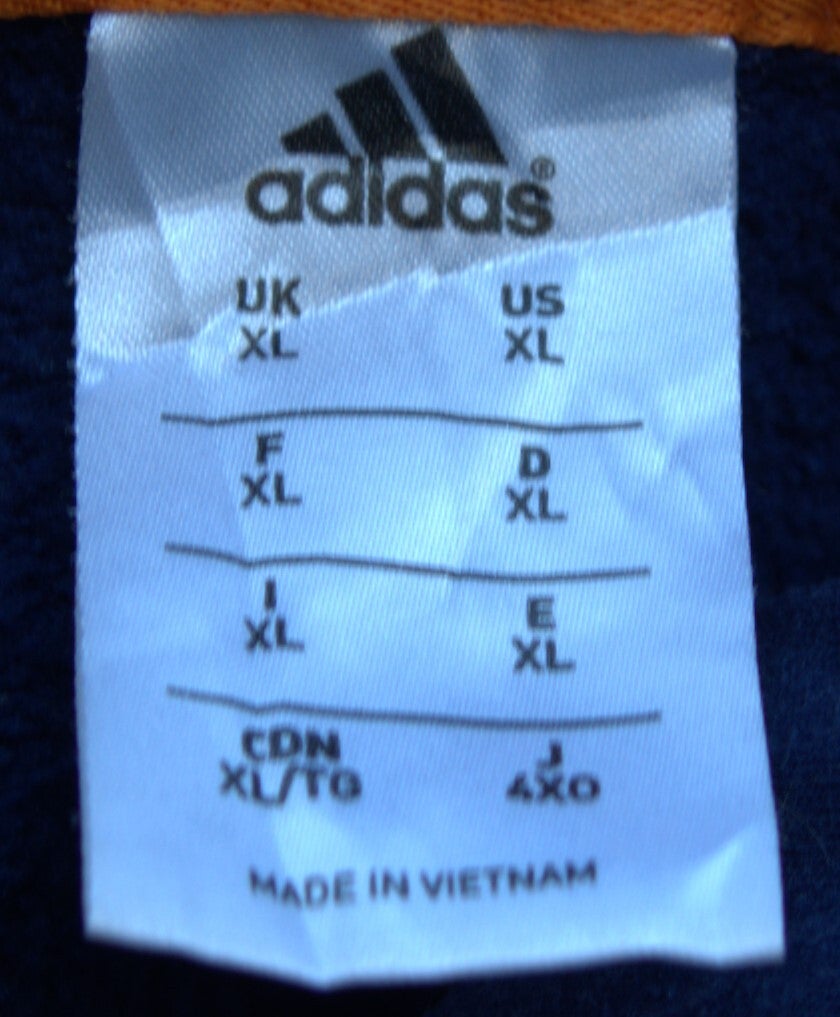 adidas®
UK US
XL XL
F D
XL XL
I E
XL XL
CDN J
XL/TG 4XO
MADE IN VIETNAM